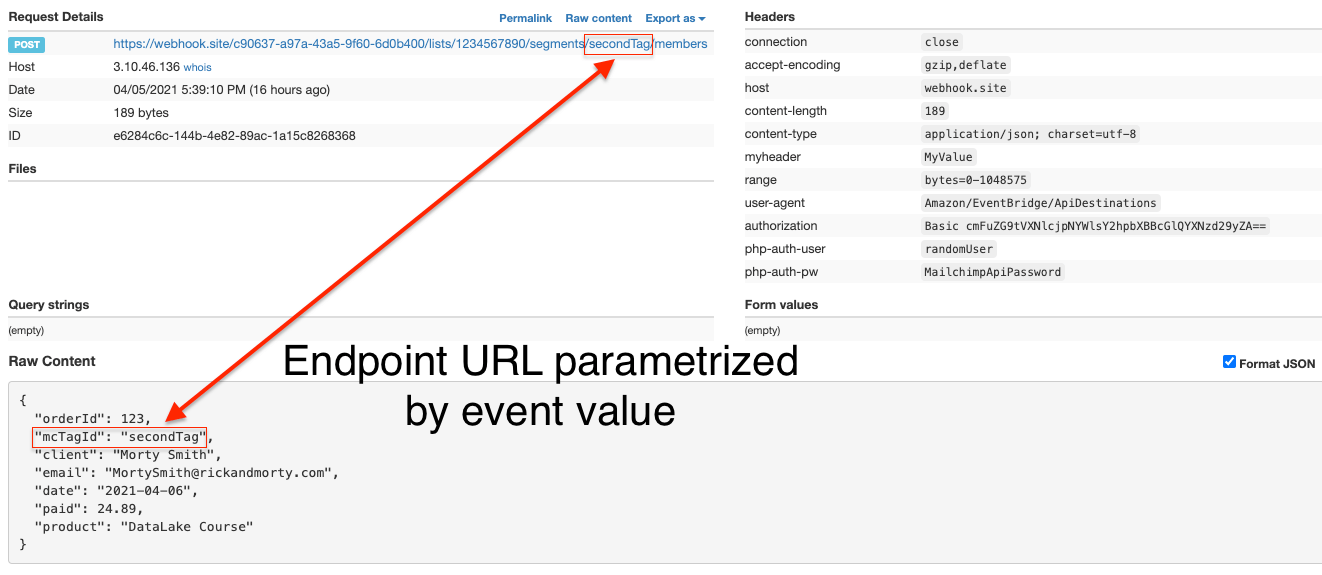 Request Details
Permalink Raw content Export as
POST https://webhook.site/c90637-a97a-43a5-9f60-6d0b400/lists/1234567890/segments/secondTag/members
Host 3.10.46.136 whois
Date 04/05/2021 5:39:10 PM (16 hours ago)
Size 189 bytes
ID e6284c6c-144b-4e82-89ac-1a15c8268368
Files
Headers
connection close
accept-encoding gzip,deflate
host webhook.site
content-length 189
content-type application/json; charset=utf-8
myheader MyValue
range bytes=0-1048575
user-agent Amazon/EventBridge/ApiDestinations
authorization Basic cmFuZG9tVXNlcjpNYWlsY2hpbXBBcGlQYXNzd29yZA==
php-auth-user randomUser
php-auth-pw MailchimpApiPassword
Query strings
(empty)
Form values
(empty)
Endpoint URL parametrized
by event value
Raw Content
Format JSON
{
"orderId": 123,
"mcTagId": "secondTag",
"client": "Morty Smith",
"email": "MortySmith@rickandmorty.com",
"date": "2021-04-06",
"paid": 24.89,
"product": "DataLake Course"
}